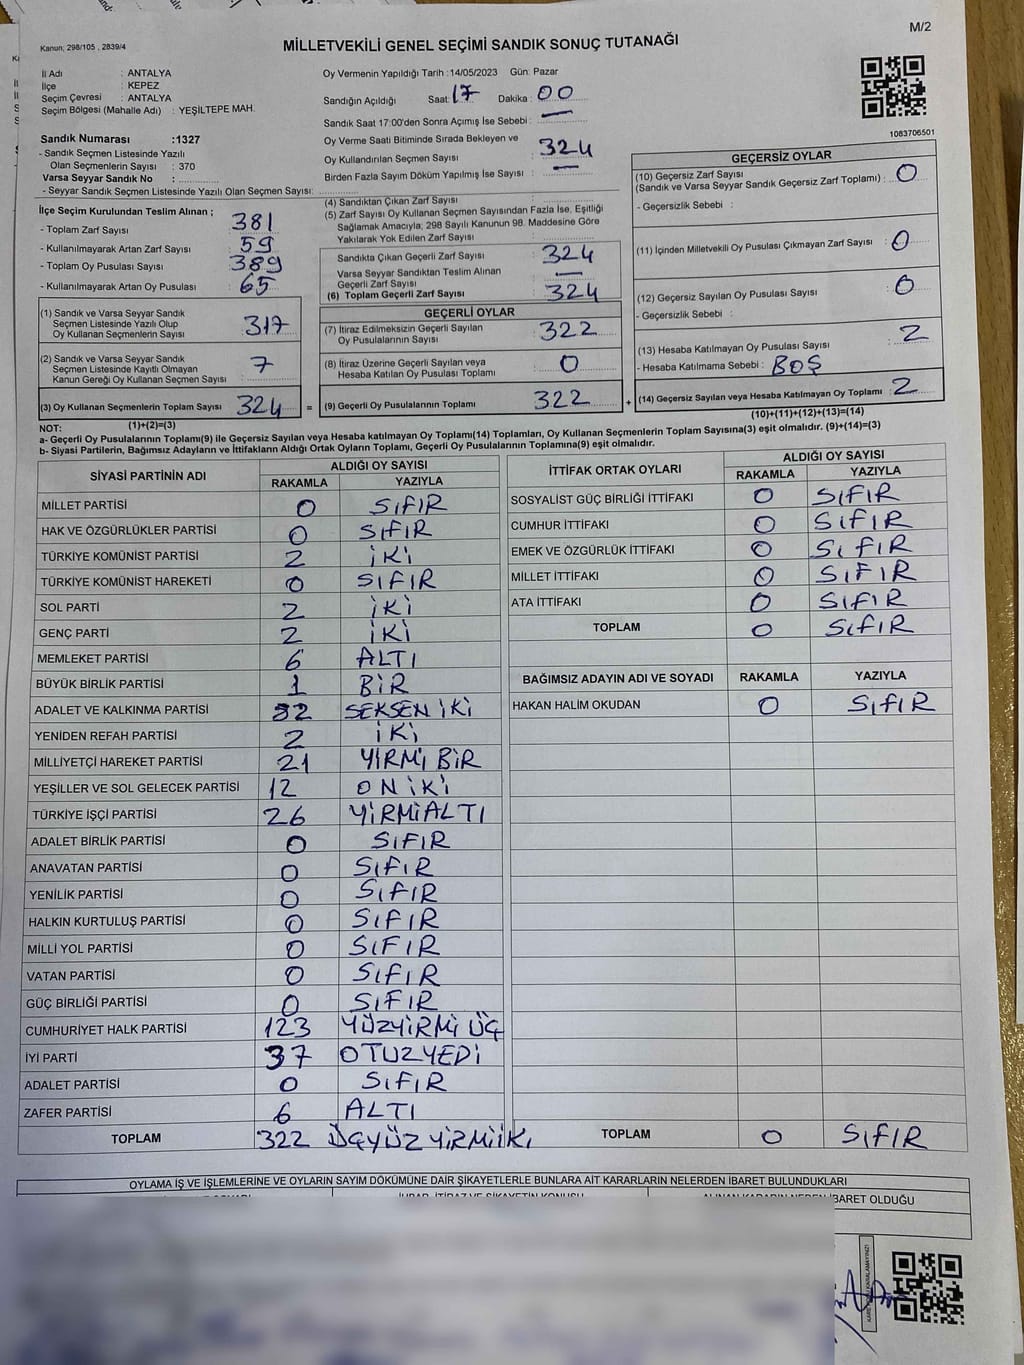 M/2
Kanun; 298/105 , 2839/4
MİLLETVEKİLİ GENEL SEÇİMİ SANDIK SONUÇ TUTANAĞI
İl Adı : ANTALYA
İlçe : KEPEZ
Seçim Çevresi : ANTALYA
Seçim Bölgesi (Mahalle Adı) : YEŞİLTEPE MAH.
Sandık Numarası :1327
- Sandık Seçmen Listesinde Yazılı
Olan Seçmenlerin Sayısı : 370
Varsa Seyyar Sandık No :
- Seyyar Sandık Seçmen Listesinde Yazılı Olan Seçmen Sayısı:
Oy Vermenin Yapıldığı Tarih :14/05/2023 Gün: Pazar
Sandığın Açıldığı Saat: 17 Dakika : 00
Sandık Saat 17:00'den Sonra Açımış İse Sebebi : —
Oy Verme Saati Bitiminde Sırada Bekleyen ve
Oy Kullandırılan Seçmen Sayısı : 324
Birden Fazla Sayım Döküm Yapılmış İse Sayısı : —
1083706501
İlçe Seçim Kurulundan Teslim Alınan ;
- Toplam Zarf Sayısı : 381
- Kullanılmayarak Artan Zarf Sayısı : 59
- Toplam Oy Pusulası Sayısı : 389
- Kullanılmayarak Artan Oy Pusulası : 65
(1) Sandık ve Varsa Seyyar Sandık
Seçmen Listesinde Yazılı Olup
Oy Kullanan Seçmenlerin Sayısı : 317
(2) Sandık ve Varsa Seyyar Sandık
Seçmen Listesinde Kayıtlı Olmayan
Kanun Gereği Oy Kullanan Seçmen Sayısı : 7
(3) Oy Kullanan Seçmenlerin Toplam Sayısı : 324 =
(1)+(2)=(3)
(4) Sandıktan Çıkan Zarf Sayısı :
(5) Zarf Sayısı Oy Kullanan Seçmen Sayısından Fazla İse, Eşitliği
Sağlamak Amacıyla; 298 Sayılı Kanunun 98. Maddesine Göre
Yakılarak Yok Edilen Zarf Sayısı :
Sandıkta Çıkan Geçerli Zarf Sayısı : 324
Varsa Seyyar Sandıktan Teslim Alınan
Geçerli Zarf Sayısı : —
(6) Toplam Geçerli Zarf Sayısı : 324
GEÇERLİ OYLAR
(7) İtiraz Edilmeksizin Geçerli Sayılan
Oy Pusulalarının Sayısı : 322
(8) İtiraz Üzerine Geçerli Sayılan veya
Hesaba Katılan Oy Pusulası Toplamı : 0
(9) Geçerli Oy Pusulalarının Toplamı : 322 +
GEÇERSİZ OYLAR
(10) Geçersiz Zarf Sayısı
(Sandık ve Varsa Seyyar Sandık Geçersiz Zarf Toplamı) : 0
- Geçersizlik Sebebi :
(11) İçinden Milletvekili Oy Pusulası Çıkmayan Zarf Sayısı : 0
(12) Geçersiz Sayılan Oy Pusulası Sayısı : 0
- Geçersizlik Sebebi :
(13) Hesaba Katılmayan Oy Pusulası Sayısı : 2
- Hesaba Katılmama Sebebi : BOŞ
(14) Geçersiz Sayılan veya Hesaba Katılmayan Oy Toplamı : 2
(10)+(11)+(12)+(13)=(14)
NOT:
a- Geçerli Oy Pusulalarının Toplamı(9) ile Geçersiz Sayılan veya Hesaba katılmayan Oy Toplamı(14) Toplamları, Oy Kullanan Seçmenlerin Toplam Sayısına(3) eşit olmalıdır. (9)+(14)=(3)
b- Siyasi Partilerin, Bağımsız Adayların ve İttifakların Aldığı Ortak Oyların Toplamı, Geçerli Oy Pusulalarının Toplamına(9) eşit olmalıdır.
SİYASİ PARTİNİN ADI ALDIĞI OY SAYISI
RAKAMLA YAZIYLA
MİLLET PARTİSİ 0 SIFIR
HAK VE ÖZGÜRLÜKLER PARTİSİ 0 SIFIR
TÜRKİYE KOMÜNİST PARTİSİ 2 İKİ
TÜRKİYE KOMÜNİST HAREKETİ 0 SIFIR
SOL PARTİ 2 İKİ
GENÇ PARTİ 2 İKİ
MEMLEKET PARTİSİ 6 ALTI
BÜYÜK BİRLİK PARTİSİ 1 BİR
ADALET VE KALKINMA PARTİSİ 82 SEKSEN İKİ
YENİDEN REFAH PARTİSİ 2 İKİ
MİLLİYETÇİ HAREKET PARTİSİ 21 YİRMİ BİR
YEŞİLLER VE SOL GELECEK PARTİSİ 12 ON İKİ
TÜRKİYE İŞÇİ PARTİSİ 26 YİRMİALTI
ADALET BİRLİK PARTİSİ 0 SIFIR
ANAVATAN PARTİSİ 0 SIFIR
YENİLİK PARTİSİ 0 SIFIR
HALKIN KURTULUŞ PARTİSİ 0 SIFIR
MİLLİ YOL PARTİSİ 0 SIFIR
VATAN PARTİSİ 0 SIFIR
GÜÇ BİRLİĞİ PARTİSİ 0 SIFIR
CUMHURİYET HALK PARTİSİ 123 YÜZYİRMİ ÜÇ
İYİ PARTİ 37 OTUZYEDİ
ADALET PARTİSİ 0 SIFIR
ZAFER PARTİSİ 6 ALTI
TOPLAM 322 ÜÇYÜZ YİRMİİKİ
İTTİFAK ORTAK OYLARI ALDIĞI OY SAYISI
RAKAMLA YAZIYLA
SOSYALİST GÜÇ BİRLİĞİ İTTİFAKI 0 SIFIR
CUMHUR İTTİFAKI 0 SIFIR
EMEK VE ÖZGÜRLÜK İTTİFAKI 0 SIFIR
MİLLET İTTİFAKI 0 SIFIR
ATA İTTİFAKI 0 SIFIR
TOPLAM 0 SIFIR
BAĞIMSIZ ADAYIN ADI VE SOYADI RAKAMLA YAZIYLA
HAKAN HALİM OKUDAN 0 SIFIR
TOPLAM 0 SIFIR
OYLAMA İŞ VE İŞLEMLERİNE VE OYLARIN SAYIM DÖKÜMÜNE DAİR ŞİKAYETLERLE BUNLARA AİT KARARLARIN NELERDEN İBARET BULUNDUKLARI
İHBAR, İTİRAZ VE ŞİKAYETİN KONUSU
ALINAN KARARIN NEDEN İBARET OLDUĞU